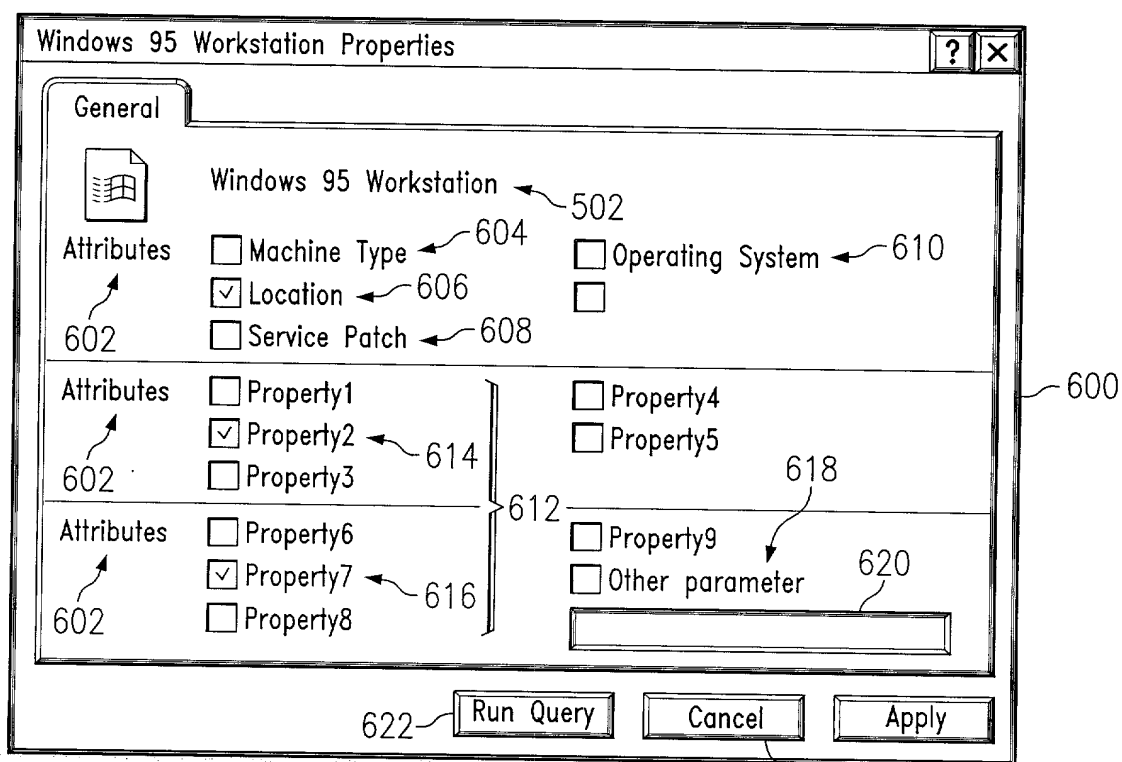 Windows 95 Workstation Properties ? X
General
Windows 95 Workstation 502
Attributes Machine Type 604 Operating System 610
602 Location 606
Service Patch 608
600
Attributes Property1 Property4
602 Property2 614 Property5
Property3 618
612
Attributes Property6 Property9
602 Property7 616 Other parameter 620
Property8
622 Run Query Cancel Apply